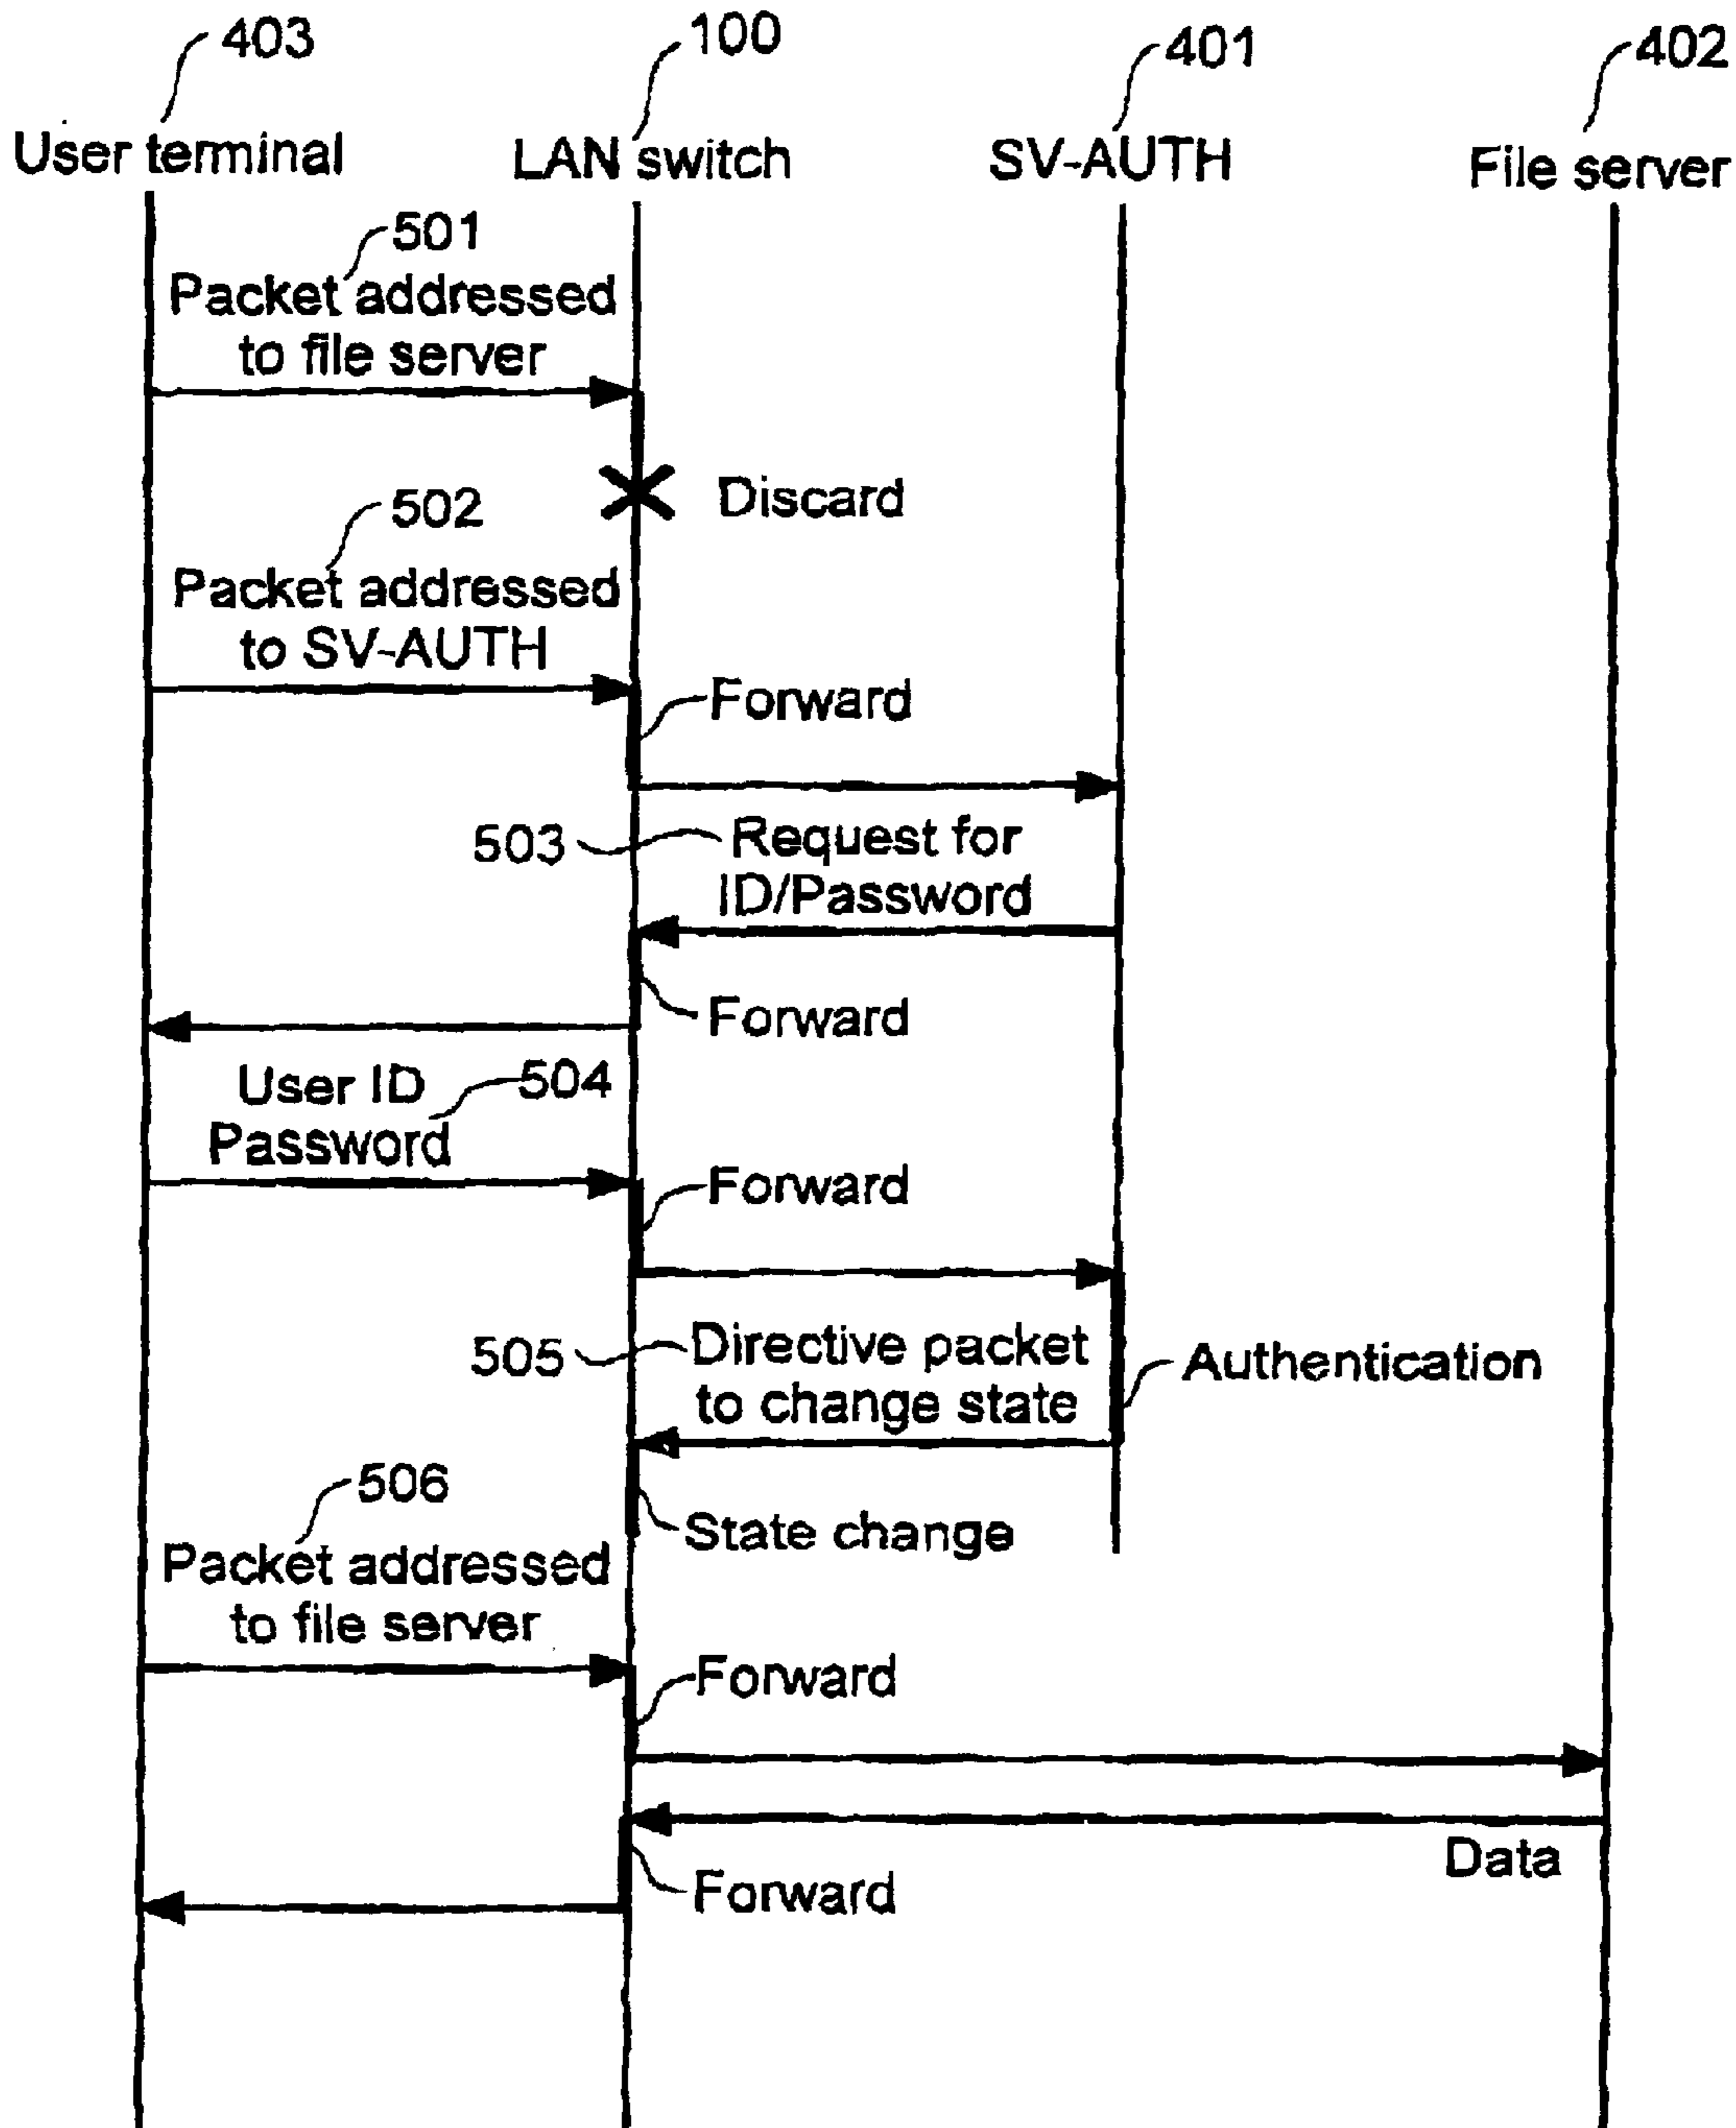 403
100
401
402
User terminal
LAN switch
SV-AUTH
File server
501
Packet addressed
to file server
Discard
502
Packet addressed
to SV-AUTH
Forward
503
Request for
ID/Password
Forward
User ID
Password
504
Forward
505
Directive packet
to change state
Authentication
506
State change
Packet addressed
to file server
Forward
Data
Forward